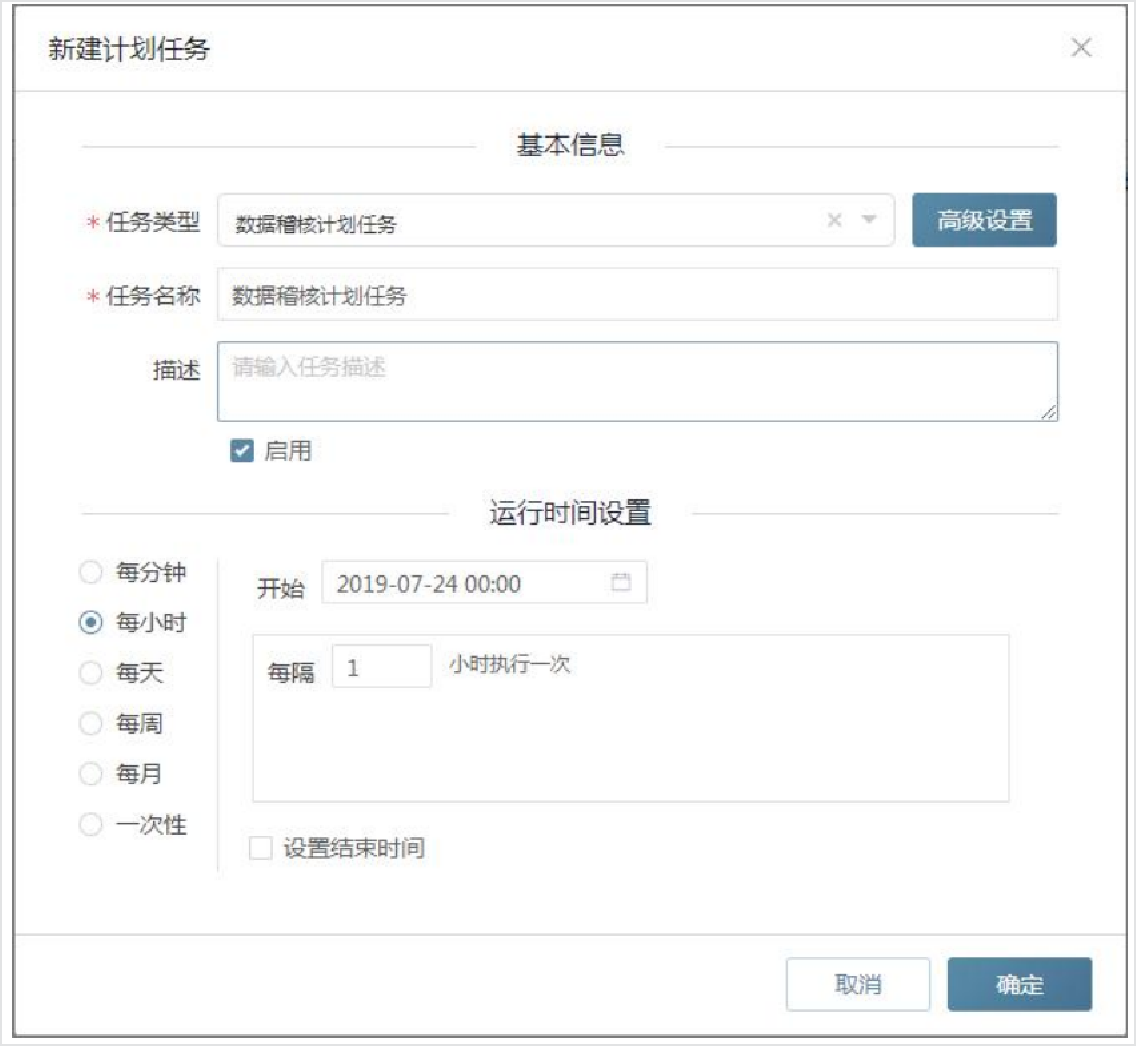 新建计划任务
基本信息
* 任务类型 数据稽核计划任务 高级设置
* 任务名称 数据稽核计划任务
描述 请输入任务描述
启用
运行时间设置
每分钟
开始 2019-07-24 00:00
每小时
每隔 1 小时执行一次
每天
每周
每月
一次性
设置结束时间
取消 确定